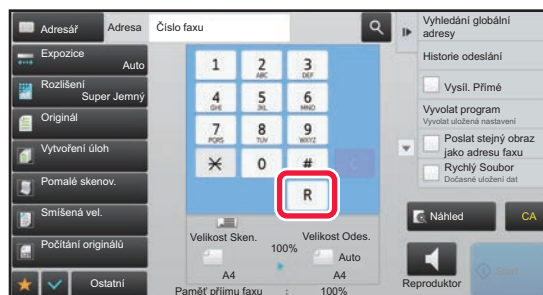 Adresář
Adresa
Číslo faxu
Expozice
Auto
Rozlišení
Super Jemný
Originál
Vytvoření úloh
Pomalé skenov.
Smíšená vel.
Počítání originálů
Ostatní
1
2
ABC
3
DEF
4
GHI
5
JKL
6
MNO
7
PQRS
8
TUV
9
WXYZ
0
#
C
R
Velikost Sken.
100%
Velikost Odes.
Auto
A4
A4
Paměť příjmu faxu : 100%
Vyhledání globální
adresy
Historie odeslání
Vysíl. Přímé
Vyvolat program
Vyvolat uložená nastavení
Poslat stejný obraz
jako adresu faxu
Rychlý Soubor
Dočasné uložení dat
Náhled
CA
Reproduktor
Start